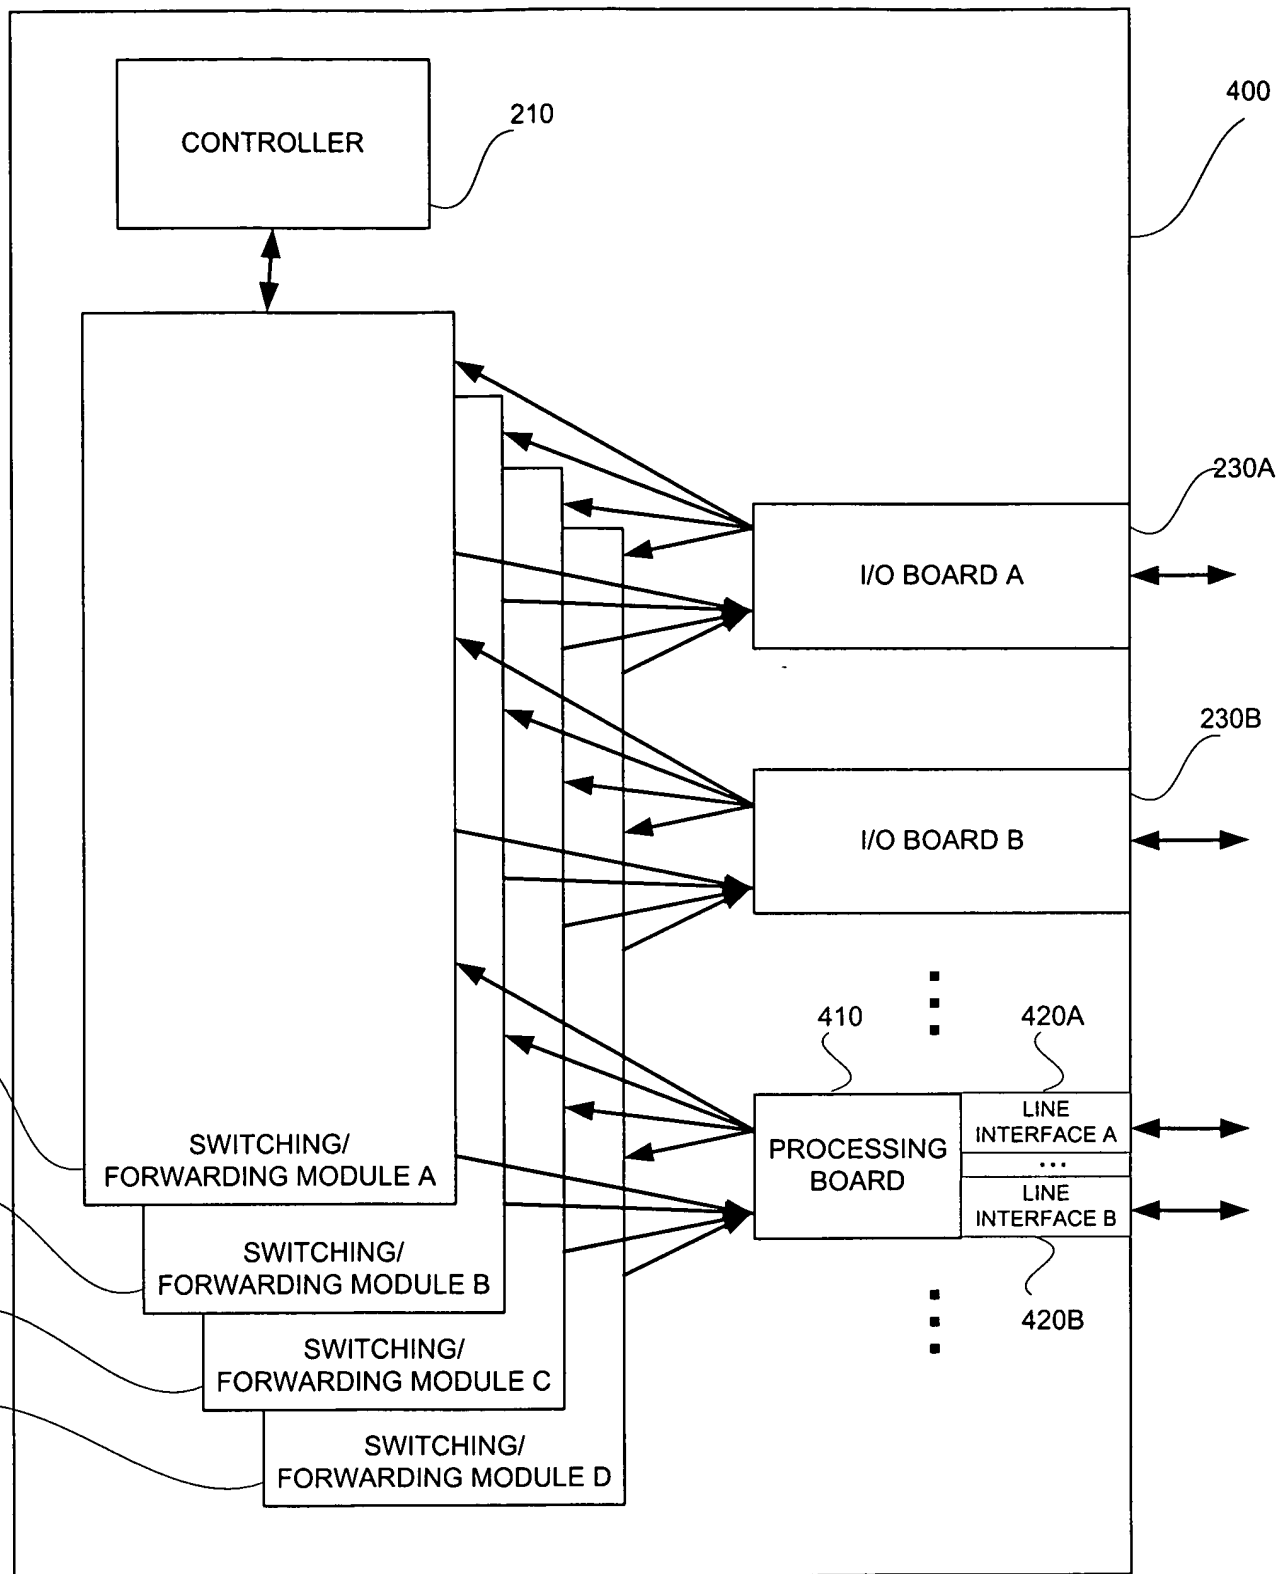 400
210
CONTROLLER
230A
I/O BOARD A
230B
I/O BOARD B
410
420A
PROCESSING
BOARD
LINE
INTERFACE A
...
LINE
INTERFACE B
420B
SWITCHING/
FORWARDING MODULE A
SWITCHING/
FORWARDING MODULE B
SWITCHING/
FORWARDING MODULE C
SWITCHING/
FORWARDING MODULE D